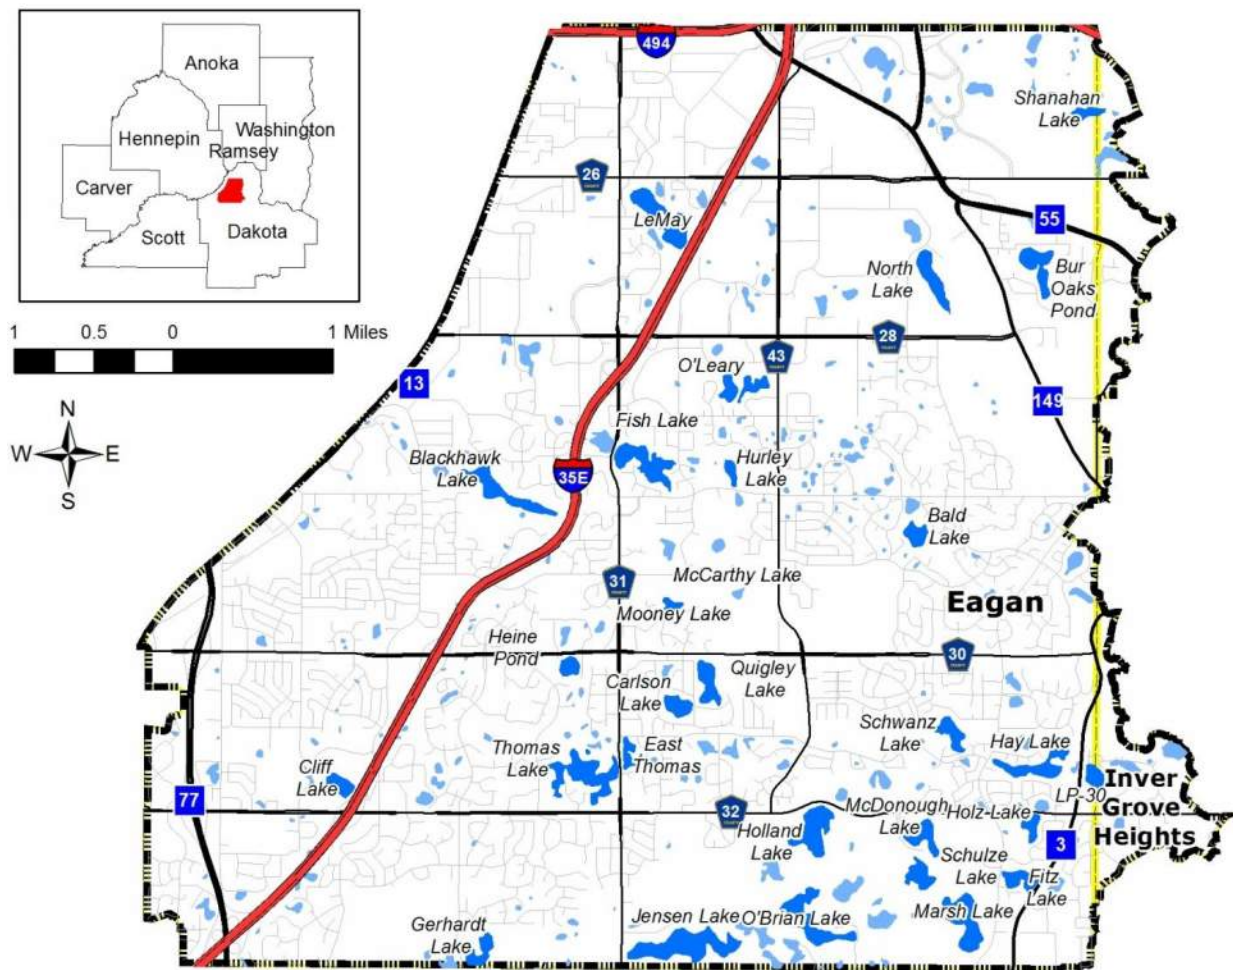 Anoka
Hennepin
Washington
Ramsey
Carver
Scott
Dakota
1 0.5 0 1 Miles
N
W E
S
494
Shanahan
Lake
26
LeMay
55
North
Lake
Bur
Oaks
Pond
28
43
13
O'Leary
149
Fish Lake
Blackhawk
Lake
35E
Hurley
Lake
Bald
Lake
31
McCarthy Lake
Mooney Lake
Eagan
Heine
Pond
30
Carlson
Lake
Quigley
Lake
Schwanz
Lake
Hay Lake
Thomas
Lake
East
Thomas
Cliff
Lake
77
LP-30
Inver
Grove
Heights
32
McDonough
Lake
Holz-Lake
Holland
Lake
3
Schulze
Lake
Fitz
Lake
Marsh Lake
Jensen Lake
O'Brian Lake
Gerhardt
Lake